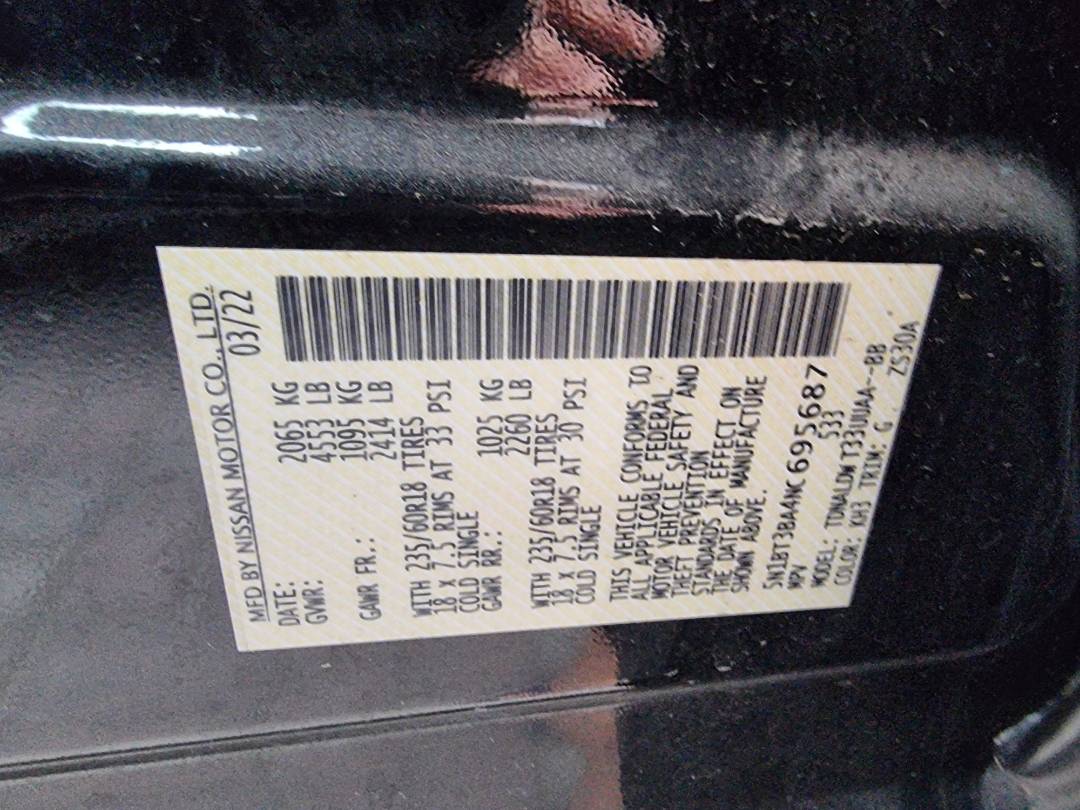 MFD BY NISSAN MOTOR CO., LTD.
DATE: 03/22
GVWR: 2065 KG
4553 LB
GAWR FR.: 1095 KG
2414 LB
WITH 235/60R18 TIRES
18 X 7.5 RIMS AT 33 PSI
COLD SINGLE
GAWR RR.: 1025 KG
2260 LB
WITH 235/60R18 TIRES
18 X 7.5 RIMS AT 30 PSI
COLD SINGLE
THIS VEHICLE CONFORMS TO
ALL APPLICABLE FEDERAL
MOTOR VEHICLE SAFETY AND
THEFT PREVENTION
STANDARDS IN EFFECT ON
THE DATE OF MANUFACTURE
SHOWN ABOVE.
5N1BT3BA4NC695687
MPV 533
MODEL: TDNALDWT33UUAA--BB
COLOR: KH3 TRIM: G ZS30A